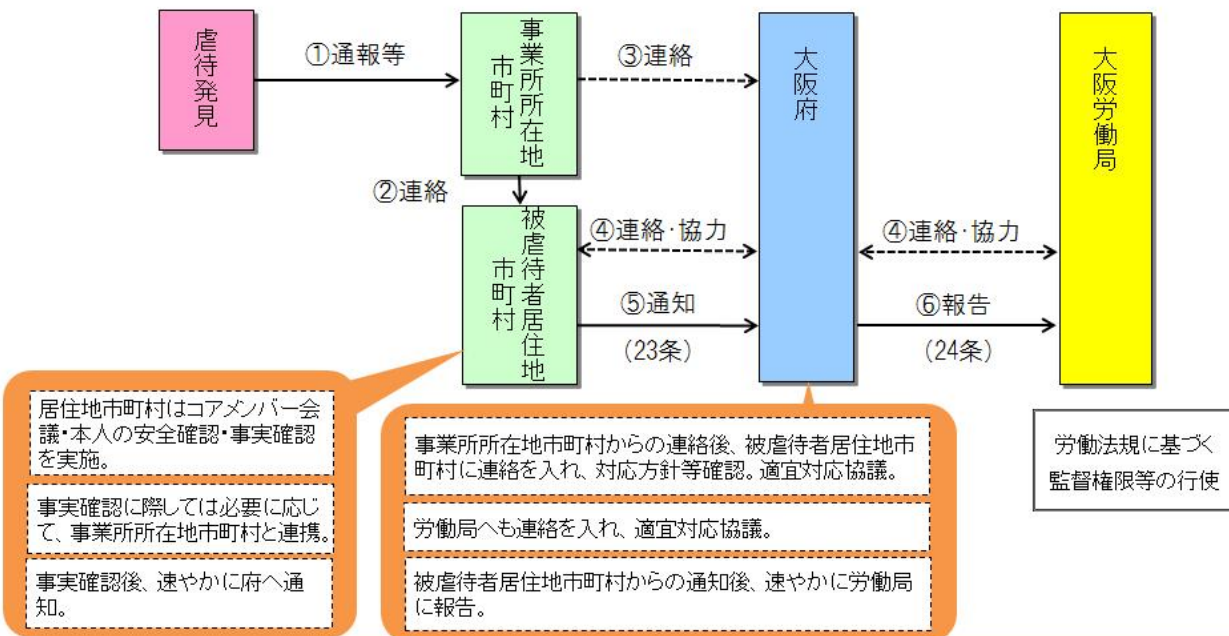 虐待発見
①通報等
事業所所在地
市町村
③連絡
大阪府
大阪労働局
②連絡
被虐待者居住地
市町村
④連絡・協力
④連絡・協力
⑤通知
(23条)
⑥報告
(24条)
居住地市町村はコアメンバー会
議・本人の安全確認・事実確認
を実施。
事実確認に際しては必要に応じ
て、事業所所在地市町村と連携。
事実確認後、速やかに府へ通
知。
事業所所在地市町村からの連絡後、被虐待者居住地市
町村に連絡を入れ、対応方針等確認。適宜対応協議。
労働局へも連絡を入れ、適宜対応協議。
被虐待者居住地市町村からの通知後、速やかに労働局
に報告。
労働法規に基づく
監督権限等の行使